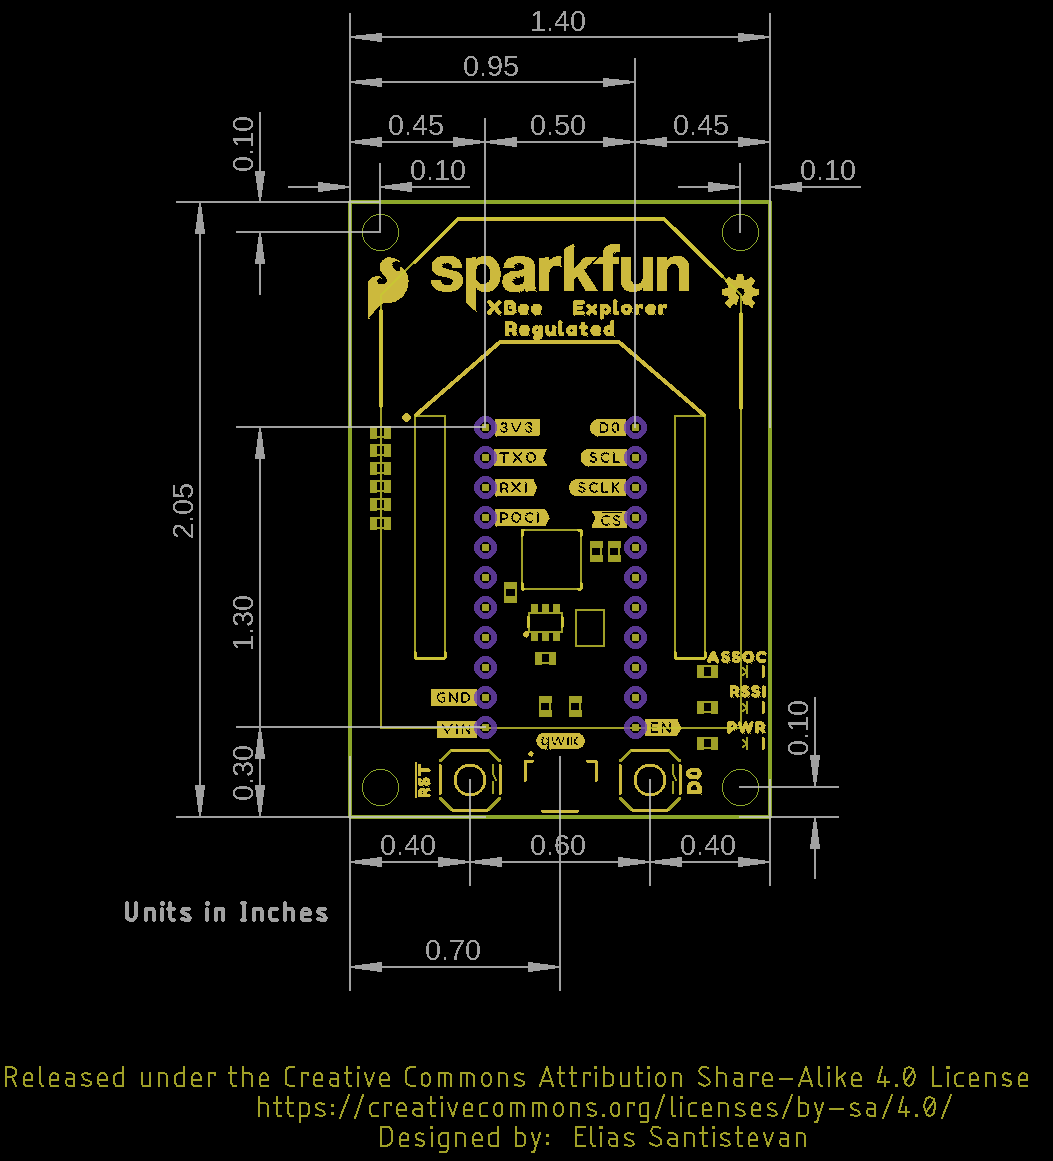 1.40
0.95
0.45 0.50 0.45
0.10
0.10 0.10
sparkfun
XBee Explorer
Regulated
3V3 D0
TXO SCL
RXI SCLK
POCI CS
2.05
1.30
ASSOC
RSSI
GND
VIN EN PWR
0.10
qwiic
0.30
RST D0
0.40 0.60 0.40
Units in Inches
0.70
Released under the Creative Commons Attribution Share-Alike 4.0 License
https://creativecommons.org/licenses/by-sa/4.0/
Designed by: Elias Santistevan